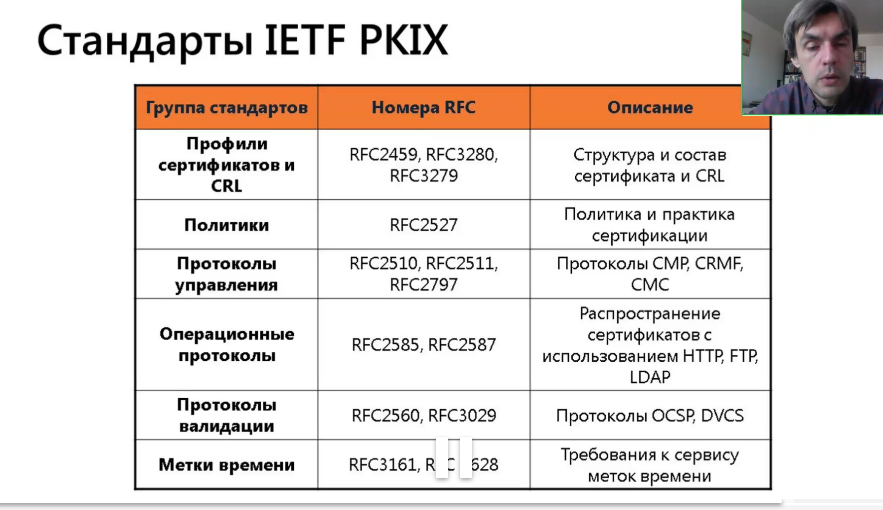 Стандарты IETF PKIX
Группа стандартов
Номера RFC
Описание
Профили
сертификатов и
CRL
RFC2459, RFC3280,
RFC3279
Структура и состав
сертификата и CRL
Политики
RFC2527
Политика и практика
сертификации
Протоколы
управления
RFC2510, RFC2511,
RFC2797
Протоколы CMP, CRMF,
CMC
Операционные
протоколы
RFC2585, RFC2587
Распространение
сертификатов с
использованием HTTP, FTP,
LDAP
Протоколы
валидации
RFC2560, RFC3029
Протоколы OCSP, DVCS
Метки времени
RFC3161,
Требования к сервису
меток времени